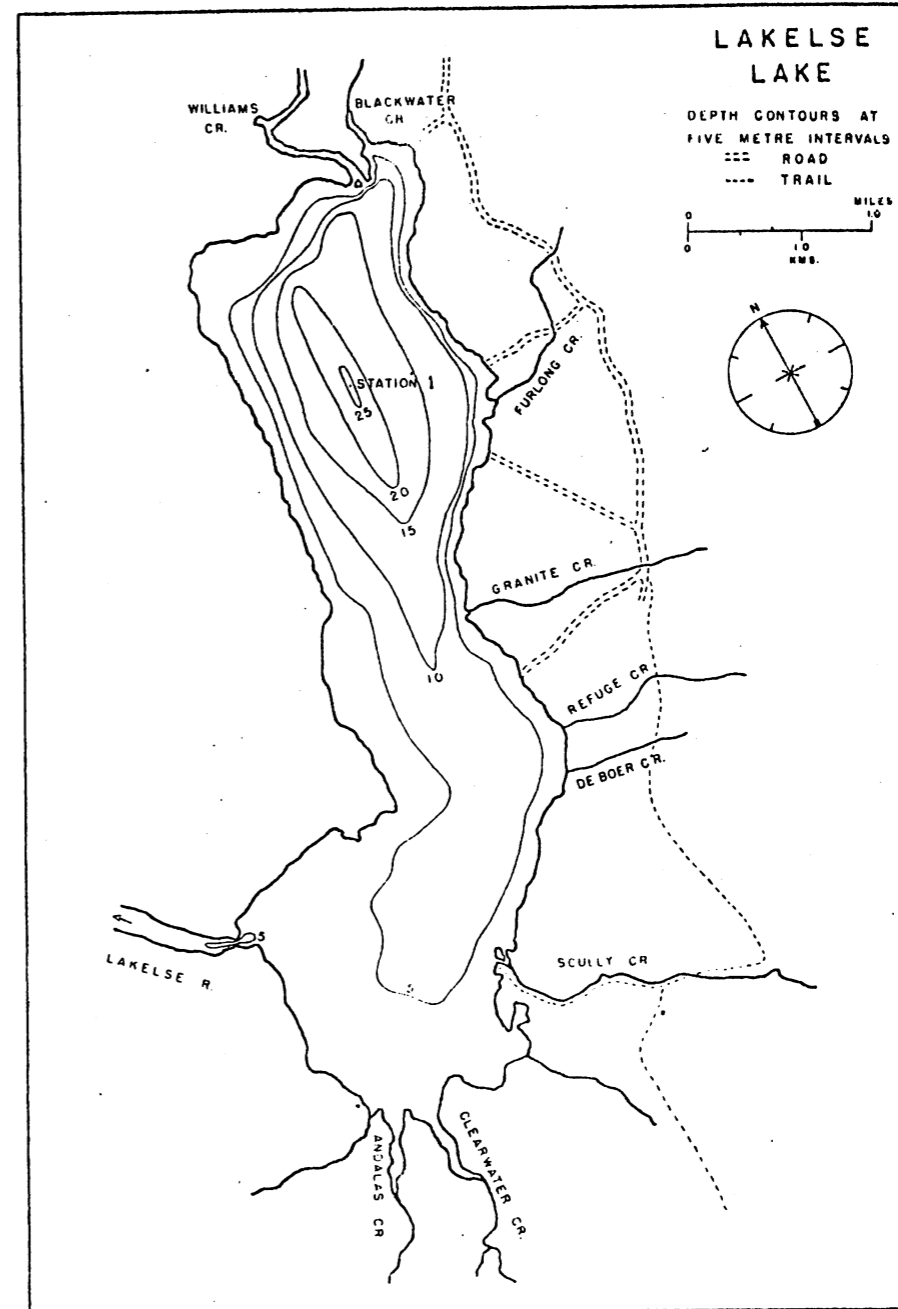 LAKELSE
LAKE
DEPTH CONTOURS AT
FIVE METRE INTERVALS
ROAD
TRAIL
MILES
0 1.0
0 1.0
KMS.
WILLIAMS
CR.
BLACKWATER
CH
N
STATION 1
25
20
15
10
5
5
FURLONG CR.
GRANITE CR.
REFUGE CR
DE BOER CR.
SCULLY CR
LAKELSE R.
ANDALAS CR
CLEARWATER CR.